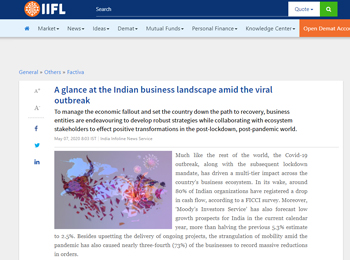 IIFL
Search
Quote
Market
News
Ideas
Demat
Mutual Funds
Personal Finance
Knowledge Center
Open Demat Accou
General » Others » Factiva
A glance at the Indian business landscape amid the viral
outbreak
To manage the economic fallout and set the country down the path to recovery, business
entities are endeavouring to develop robust strategies while collaborating with ecosystem
stakeholders to effect positive transformations in the post-lockdown, post-pandemic world.
India Infoline News Service
Much like the rest of the world, the Covid-19
outbreak, along with the subsequent lockdown
mandate, has driven a multi-tier impact across the
country's business ecosystem. In its wake, around
80% of Indian organizations have registered a drop
in cash flow, according to a FICCI survey. Moreover,
'Moody's Investors Service' has also forecast low
growth prospects for India in the current calendar
year, more than halving the previous 5.3% estimate
to 2.5%. Besides upsetting the delivery of ongoing projects, the strangulation of mobility amid the
pandemic has also caused nearly three-fourth (73%) of the businesses to record massive reductions
in orders.